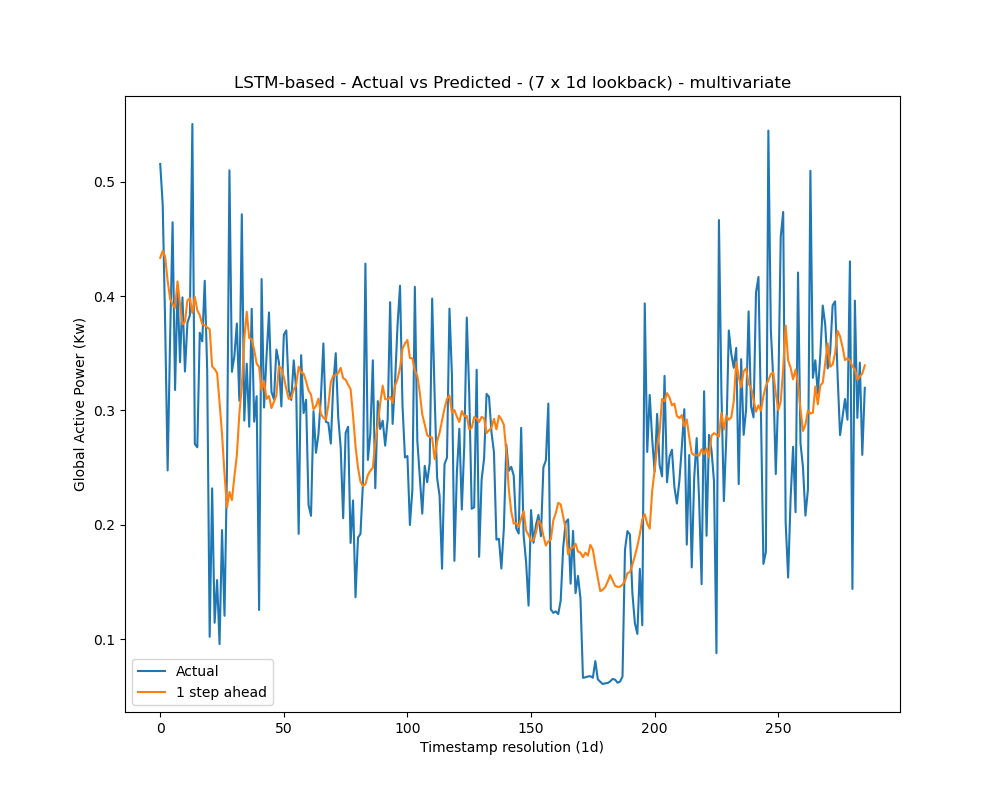 LSTM-based - Actual vs Predicted - (7 x 1d lookback) - multivariate
Global Active Power (Kw)
0.5
0.4
0.3
0.2
0.1
Actual
1 step ahead
0 50 100 150 200 250
Timestamp resolution (1d)